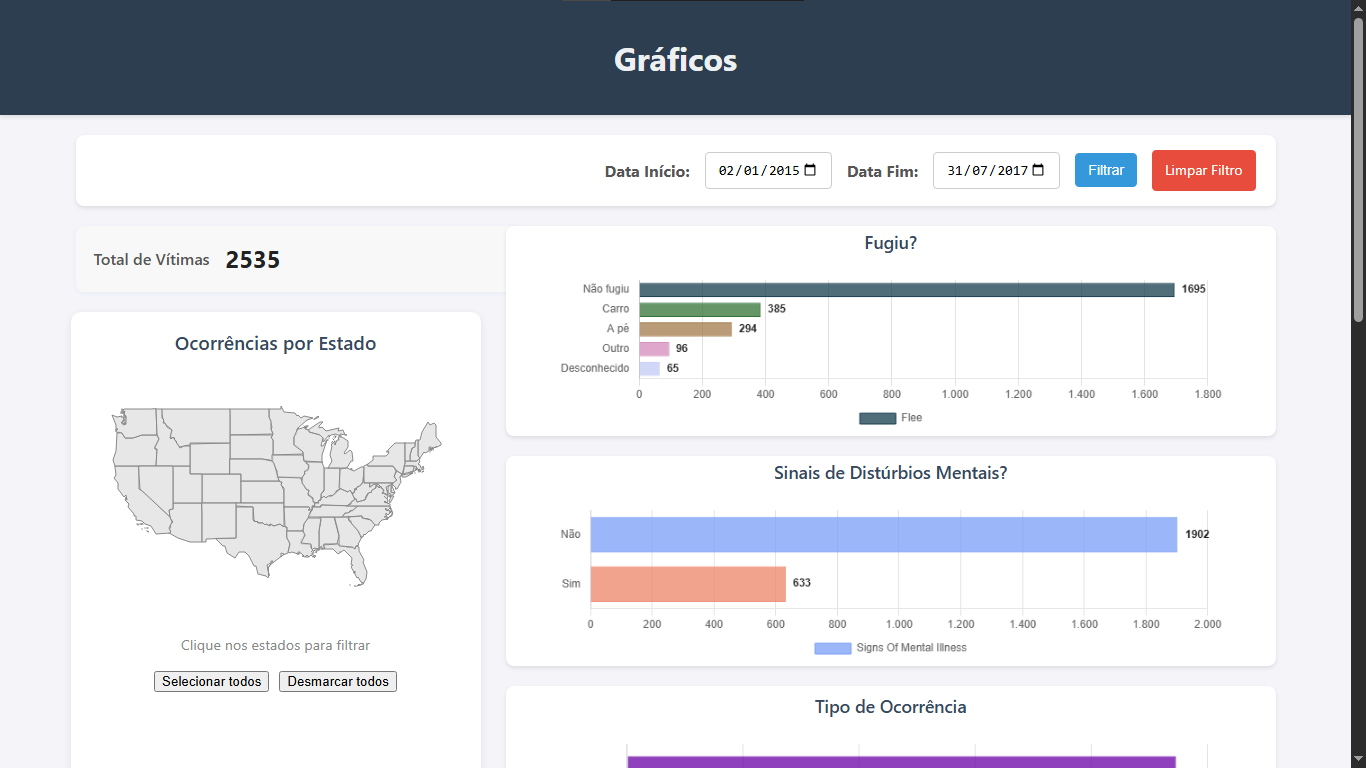 Gráficos
Data Início: 02/01/2015 Data Fim: 31/07/2017 Filtrar Limpar Filtro
Total de Vítimas 2535
Ocorrências por Estado
Clique nos estados para filtrar
Selecionar todos Desmarcar todos
Fugiu?
Não fugiu 1695
Carro 385
A pé 294
Outro 96
Desconhecido 65
0 200 400 600 800 1.000 1.200 1.400 1.600 1.800
Flee
Sinais de Distúrbios Mentais?
Não 1902
Sim 633
0 200 400 600 800 1.000 1.200 1.400 1.600 1.800 2.000
Signs Of Mental Illness
Tipo de Ocorrência